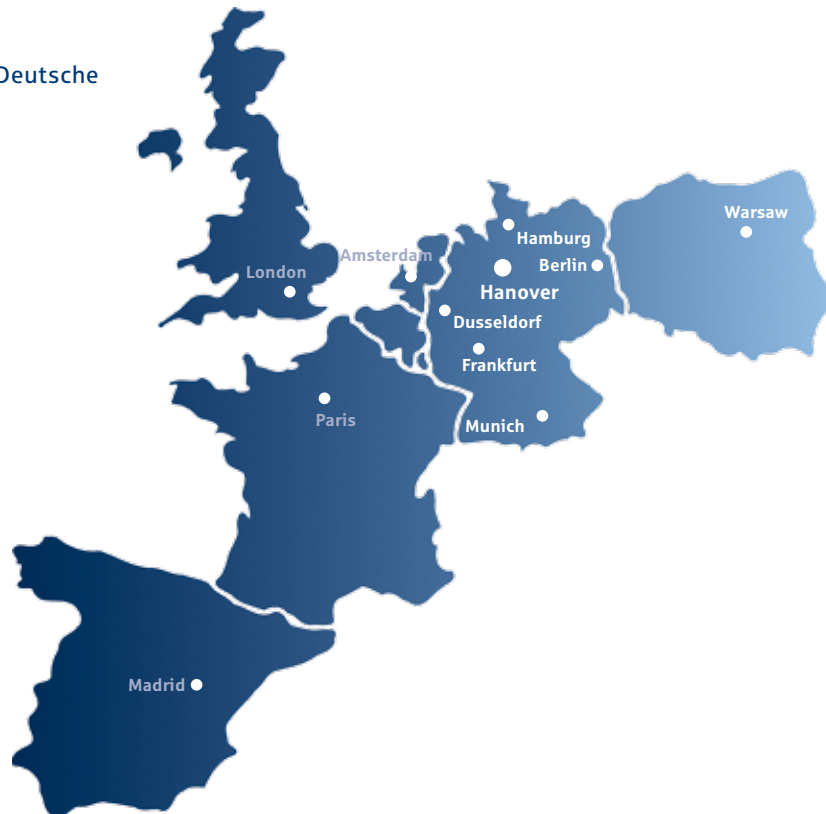 Deutsche
Warsaw
Hamburg
Amsterdam
Berlin
London
Hanover
Dusseldorf
Frankfurt
Paris
Munich
Madrid